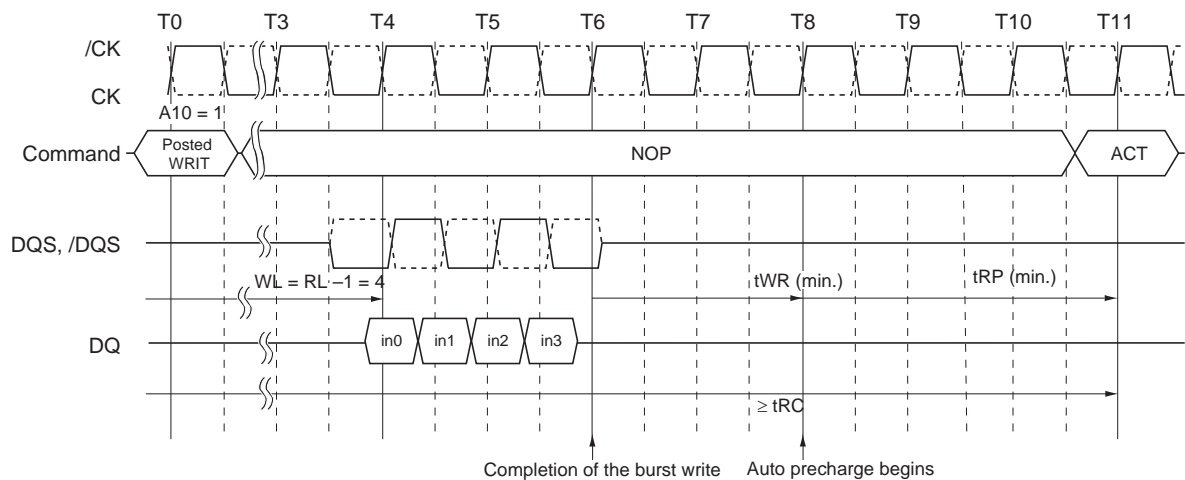 T0 T3 T4 T5 T6 T7 T8 T9 T10 T11
/CK
CK
A10 = 1
Command
Posted
WRIT
NOP
ACT
DQS, /DQS
WL = RL –1 = 4
tWR (min.)
tRP (min.)
DQ
in0 in1 in2 in3
≥ tRC
Completion of the burst write
Auto precharge begins